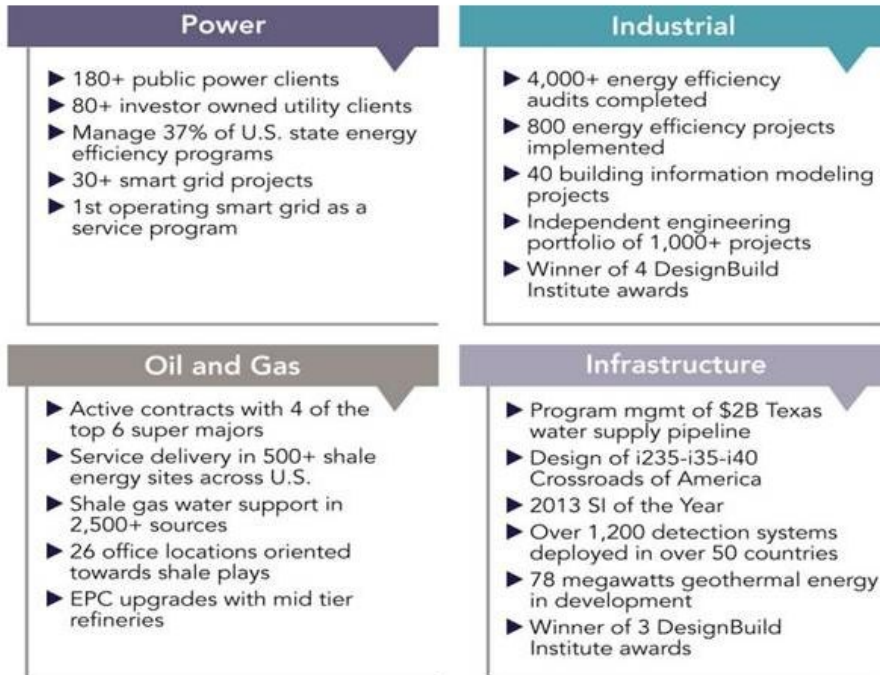 Power
► 180+ public power clients
► 80+ investor owned utility clients
► Manage 37% of U.S. state energy
efficiency programs
► 30+ smart grid projects
► 1st operating smart grid as a
service program
Industrial
► 4,000+ energy efficiency
audits completed
► 800 energy efficiency projects
implemented
► 40 building information modeling
projects
► Independent engineering
portfolio of 1,000+ projects
► Winner of 4 DesignBuild
Institute awards
Oil and Gas
► Active contracts with 4 of the
top 6 super majors
► Service delivery in 500+ shale
energy sites across U.S.
► Shale gas water support in
2,500+ sources
► 26 office locations oriented
towards shale plays
► EPC upgrades with mid tier
refineries
Infrastructure
► Program mgmt of $2B Texas
water supply pipeline
► Design of i235-i35-i40
Crossroads of America
► 2013 SI of the Year
► Over 1,200 detection systems
deployed in over 50 countries
► 78 megawatts geothermal energy
in development
► Winner of 3 DesignBuild
Institute awards